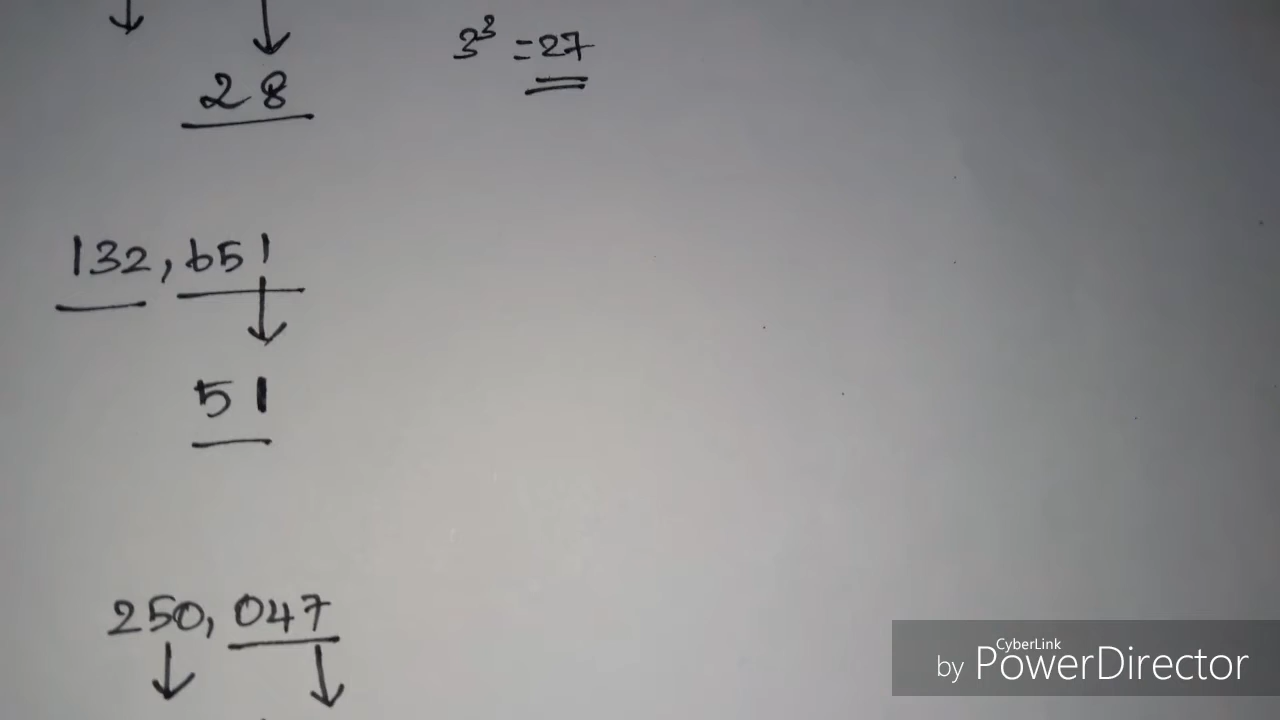 28
3³ = 27
132, 651
51
250, 047
CyberLink
by PowerDirector